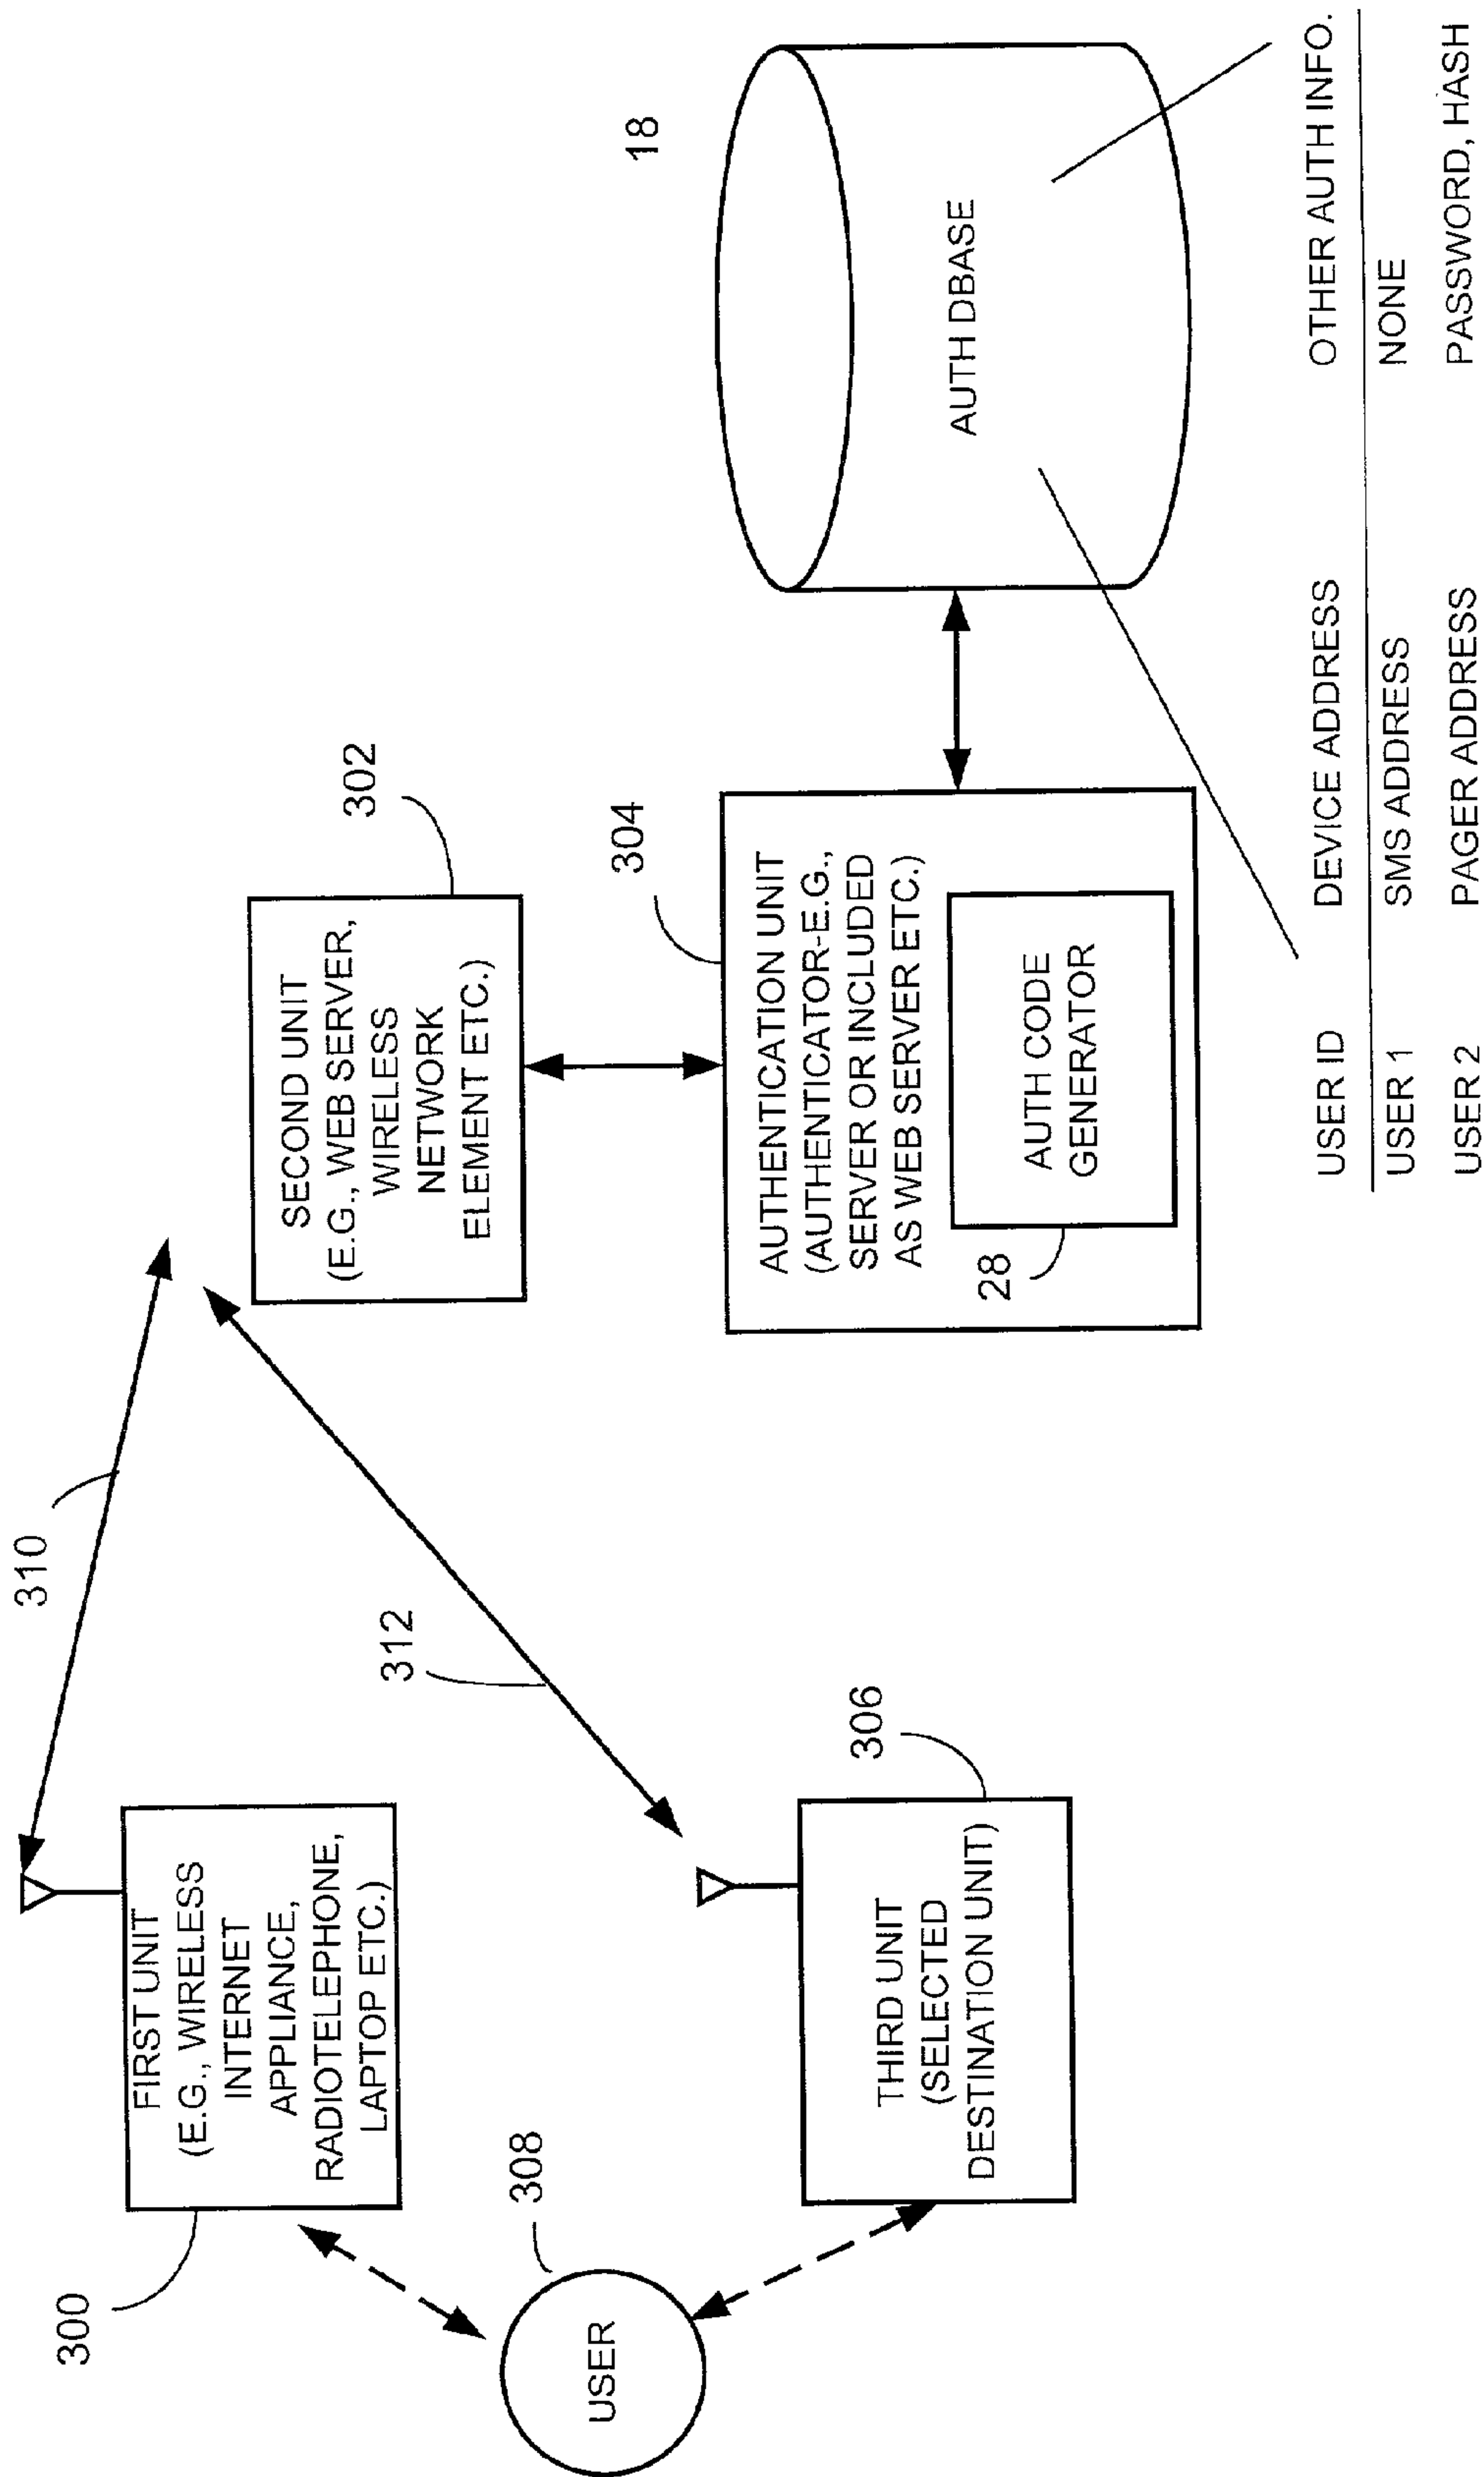 310
302
18
300
FIRST UNIT
(E.G., WIRELESS
INTERNET
APPLIANCE,
RADIOTELEPHONE,
LAPTOP ETC.)
SECOND UNIT
(E.G., WEB SERVER,
WIRELESS
NETWORK
ELEMENT ETC.)
312
304
308
USER
306
THIRD UNIT
(SELECTED
DESTINATION UNIT)
AUTHENTICATION UNIT
(AUTHENTICATOR-E.G.,
SERVER OR INCLUDED
AS WEB SERVER ETC.)
28
AUTH CODE
GENERATOR
AUTH DBASE
USER ID DEVICE ADDRESS OTHER AUTH INFO.
USER 1 SMS ADDRESS NONE
USER 2 PAGER ADDRESS PASSWORD, HASH